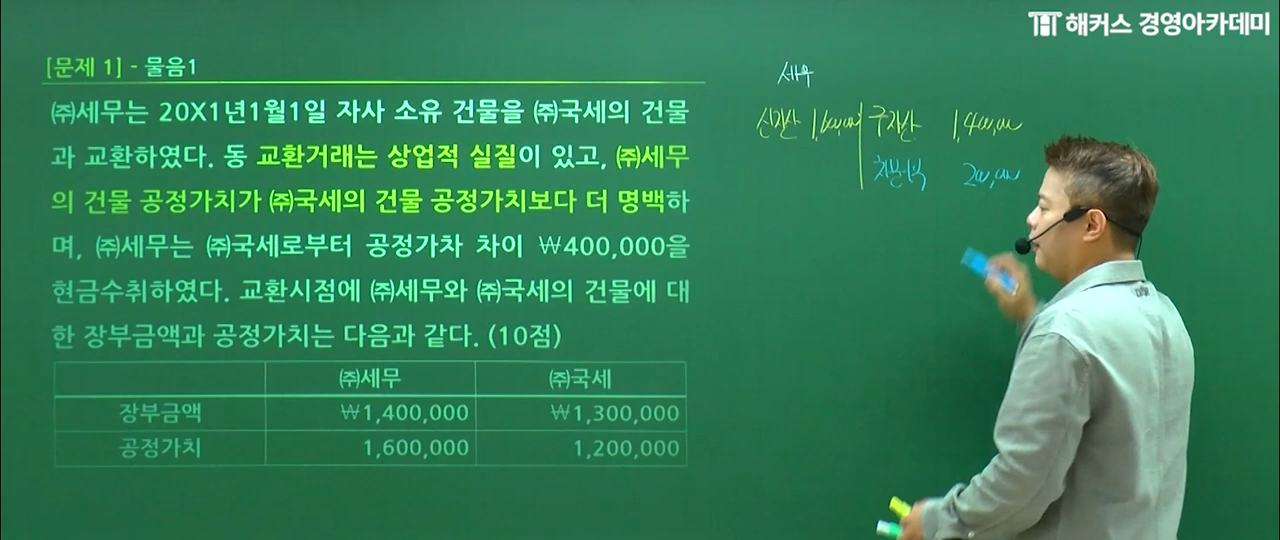 해커스 경영아카데미
[문제 1] - 물음1
㈜세무는 20X1년1월1일 자사 소유 건물을 ㈜국세의 건물
과 교환하였다. 동 교환거래는 상업적 실질이 있고, ㈜세무
의 건물 공정가치가 ㈜국세의 건물 공정가치보다 더 명백하
며, ㈜세무는 ㈜국세로부터 공정가차 차이 ₩400,000을
현금수취하였다. 교환시점에 ㈜세무와 ㈜국세의 건물에 대
한 장부금액과 공정가치는 다음과 같다. (10점)
㈜세무 ㈜국세
장부금액 ₩1,400,000 ₩1,300,000
공정가치 1,600,000 1,200,000
세무
신자산 1,600,000 구자산 1,400,000
처분이익 200,000